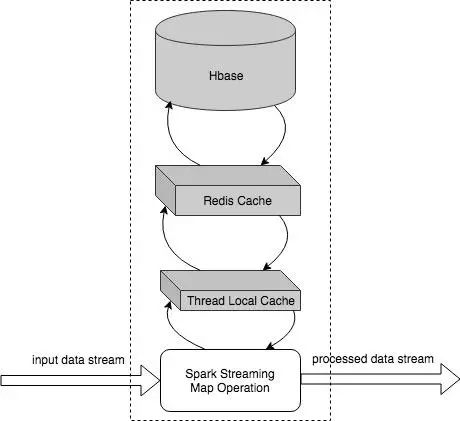 Hbase
Redis Cache
Thread Local Cache
input data stream
Spark Streaming
Map Operation
processed data stream